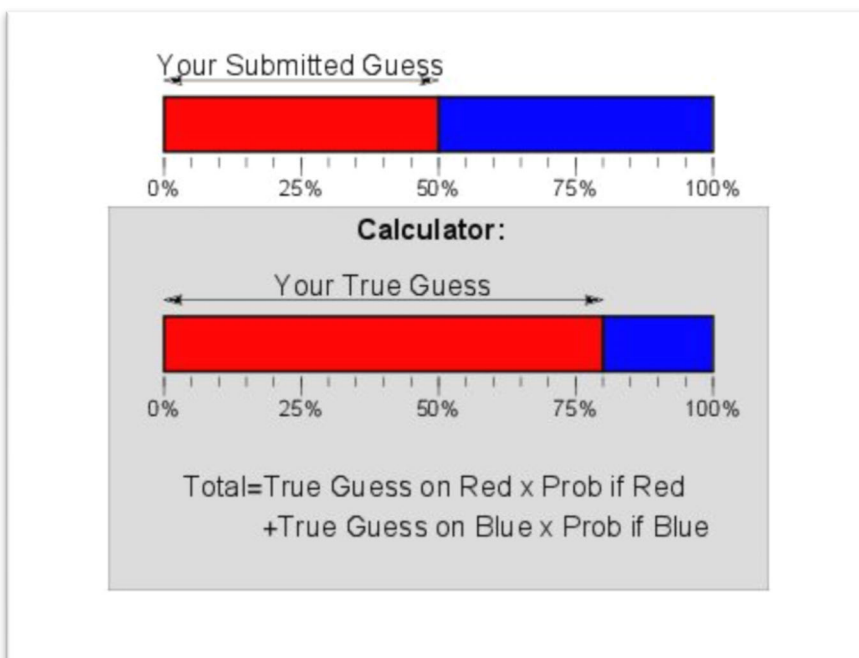 Your Submitted Guess
0% 25% 50% 75% 100%
Calculator:
Your True Guess
0% 25% 50% 75% 100%
Total=True Guess on Red x Prob if Red
+True Guess on Blue x Prob if Blue